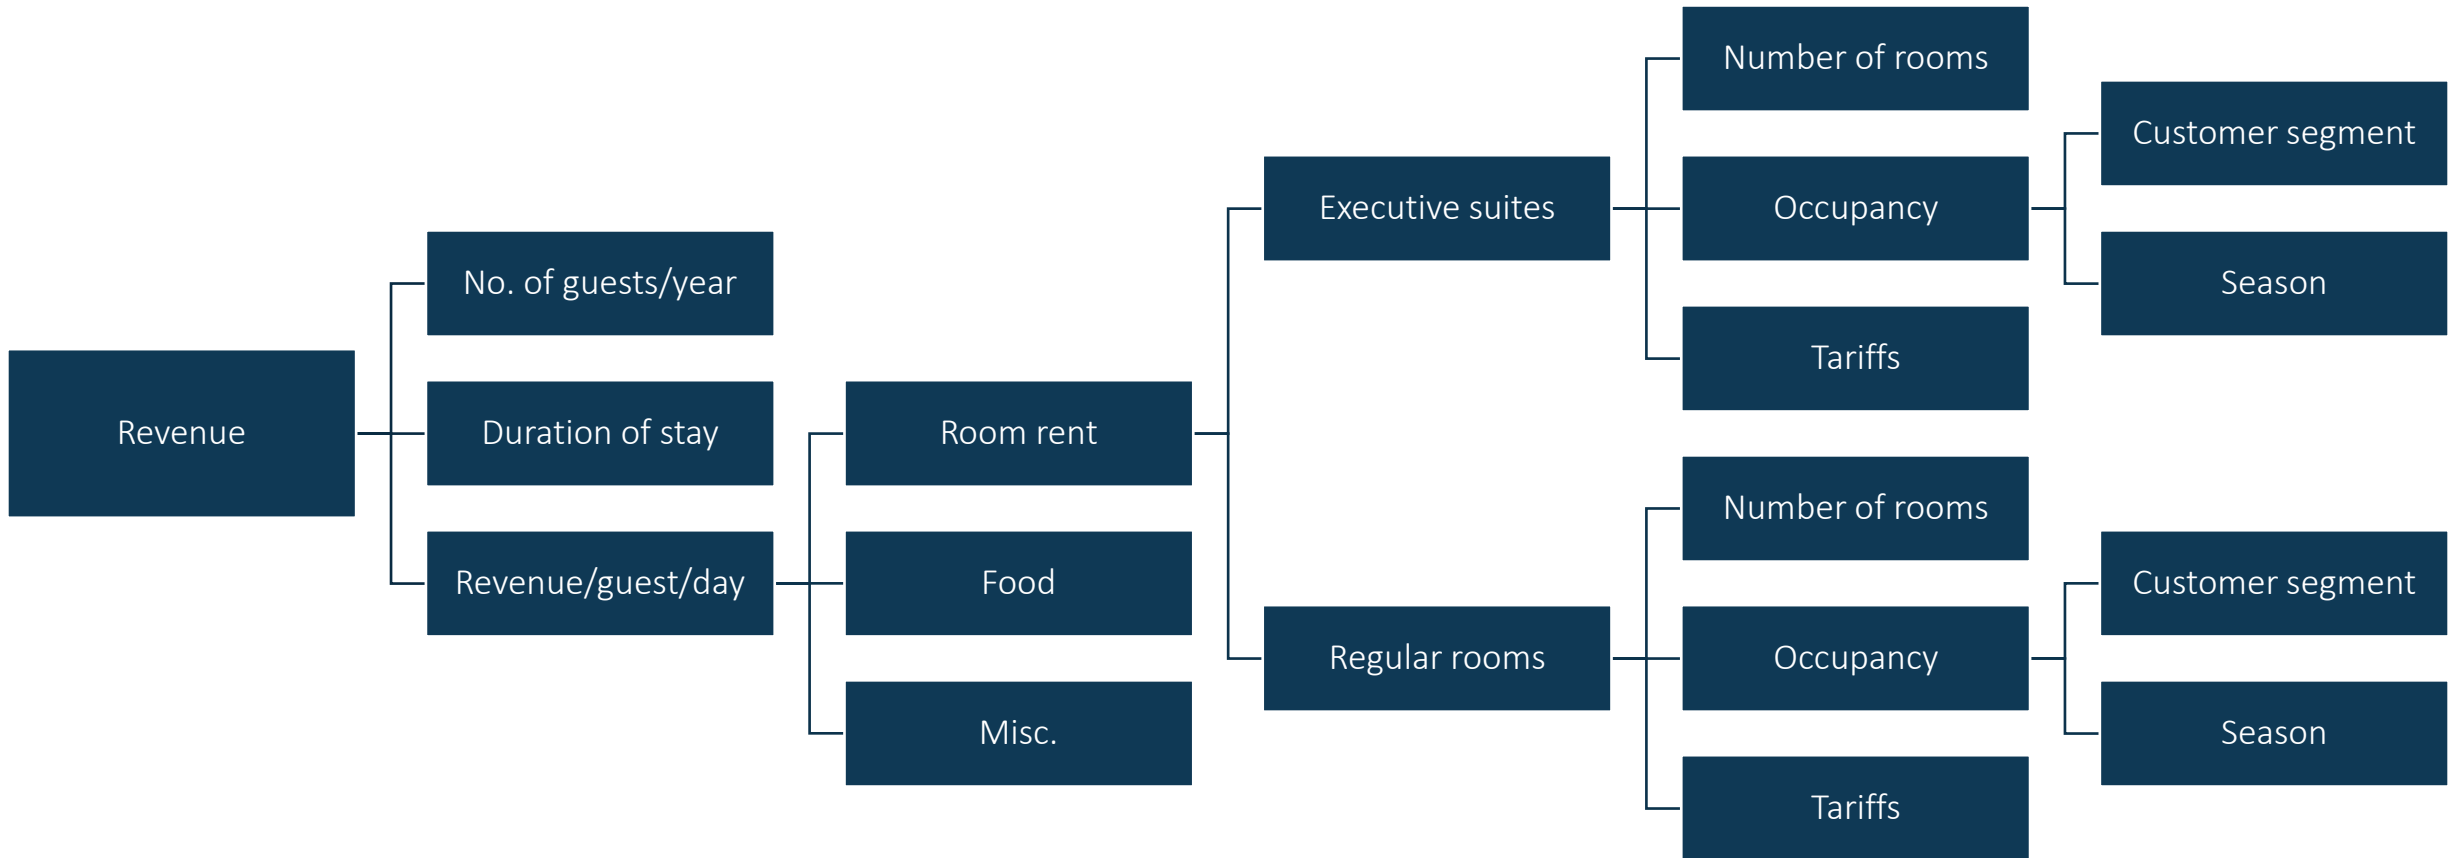 Revenue
No. of guests/year
Duration of stay
Revenue/guest/day
Room rent
Food
Misc.
Executive suites
Regular rooms
Number of rooms
Occupancy
Tariffs
Number of rooms
Occupancy
Tariffs
Customer segment
Season
Customer segment
Season